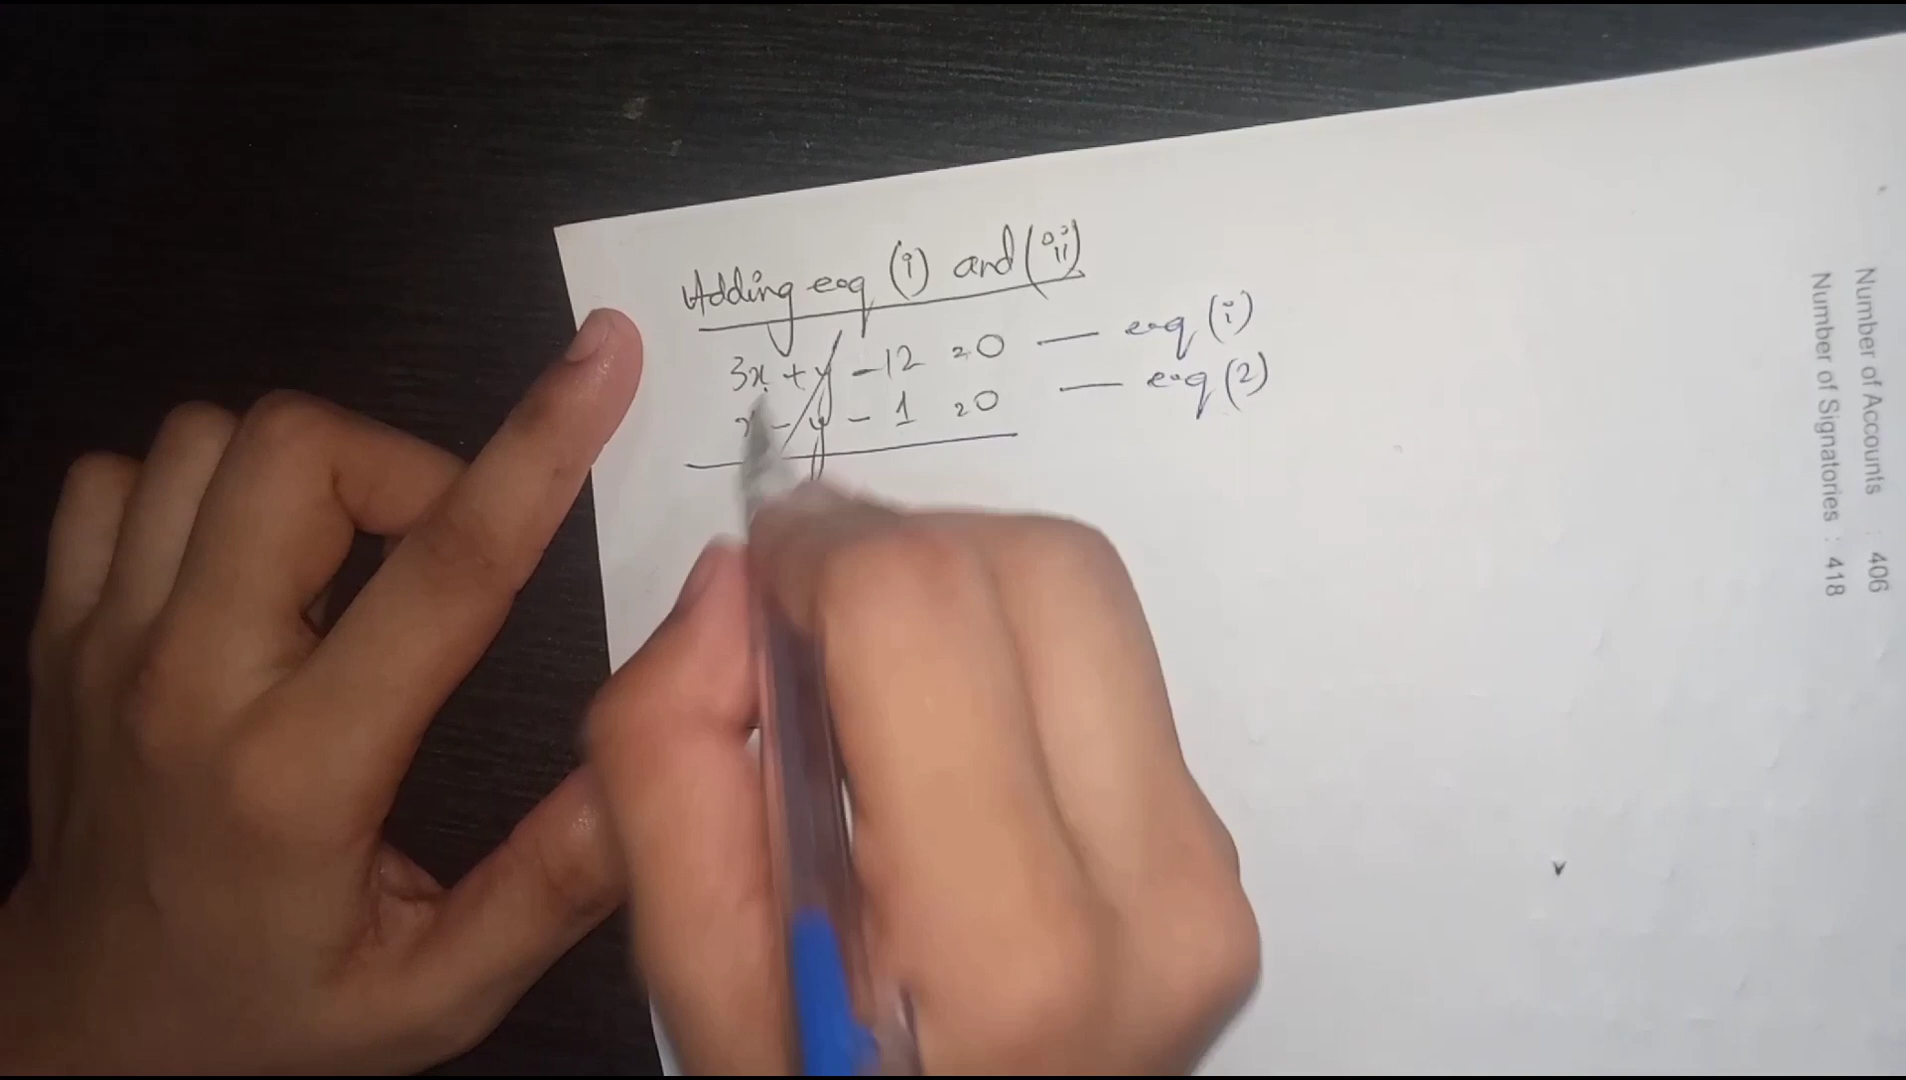 Adding eq (i) and (ii)
3x + y - 12 = 0 — eq (i)
x - y - 1 = 0 — eq (2)
Number of Accounts : 406
Number of Signatories : 418